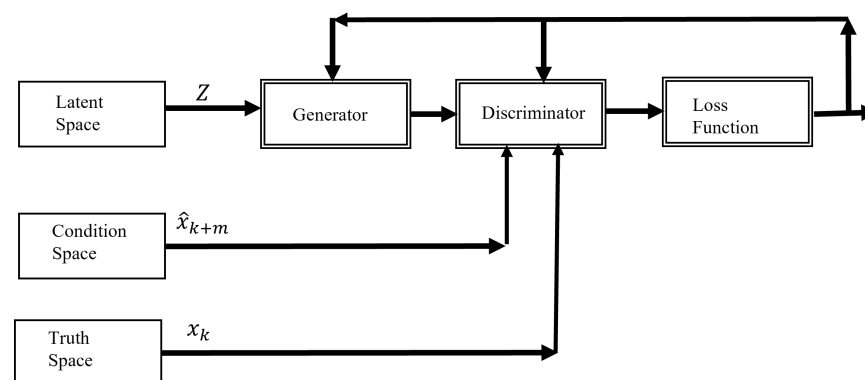 Latent
Space
Z
Generator
Discriminator
Loss
Function
Condition
Space
x̂ₖ₊ₘ
Truth
Space
xₖ